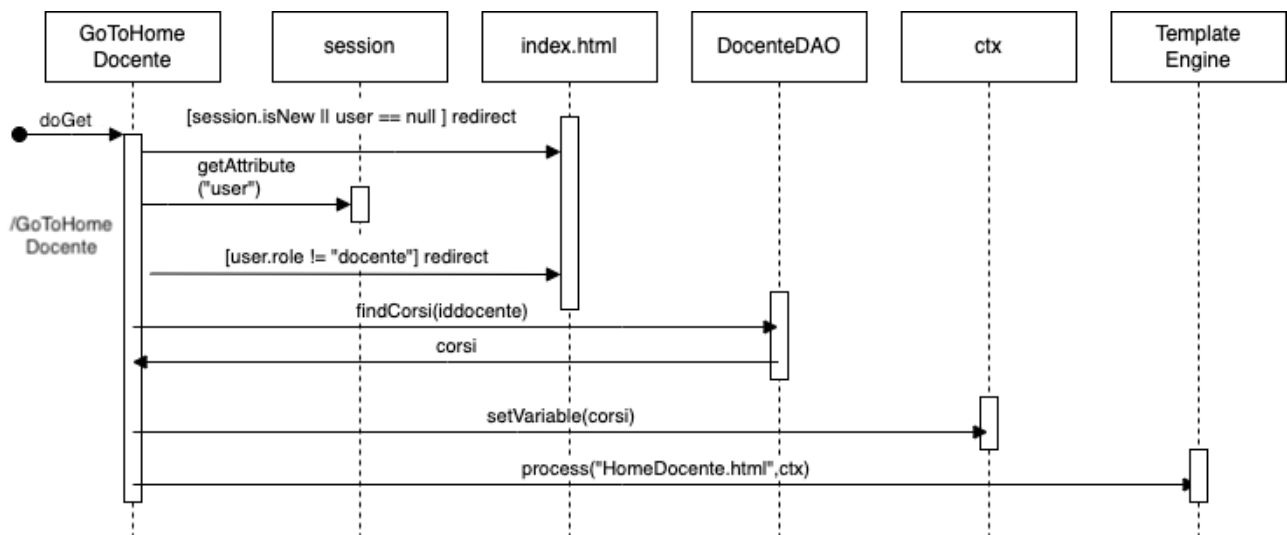 GoToHome
Docente
session
index.html
DocenteDAO
ctx
Template
Engine
doGet
[session.isNew || user == null ] redirect
getAttribute
("user")
/GoToHome
Docente
[user.role != "docente"] redirect
findCorsi(iddocente)
corsi
setVariable(corsi)
process("HomeDocente.html",ctx)